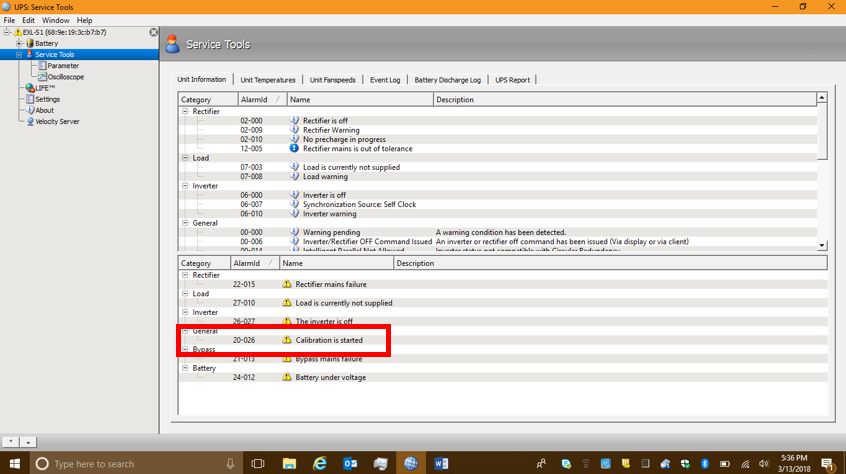 UPS: Service Tools
File Edit Window Help
EXL-S1 (68:9e:19:3c:b7:b7)
Battery
Service Tools
Parameter
Oscilloscope
LIFE™
Settings
About
Velocity Server
Service Tools
Unit Information Unit Temperatures Unit Fanspeeds Event Log Battery Discharge Log UPS Report
Category AlarmId Name Description
Rectifier
02-000 Rectifier is off
02-009 Rectifier Warning
02-010 No precharge in progress
12-005 Rectifier mains is out of tolerance
Load
07-003 Load is currently not supplied
07-008 Load warning
Inverter
06-000 Inverter is off
06-007 Synchronization Source: Self Clock
06-010 Inverter warning
General
00-000 Warning pending A warning condition has been detected.
00-006 Inverter/Rectifier OFF Command Issued An inverter or rectifier off command has been issued (Via display or via client)
00-014 Intelligent Parallel Not Allowed Inverter status not compatible with Circular Redundancy
Category AlarmId Name Description
Rectifier
22-015 Rectifier mains failure
Load
27-010 Load is currently not supplied
Inverter
26-027 The inverter is off
General
20-026 Calibration is started
Bypass
21-013 Bypass mains failure
Battery
24-012 Battery under voltage
* +
Type here to search
5:36 PM
3/13/2018
1